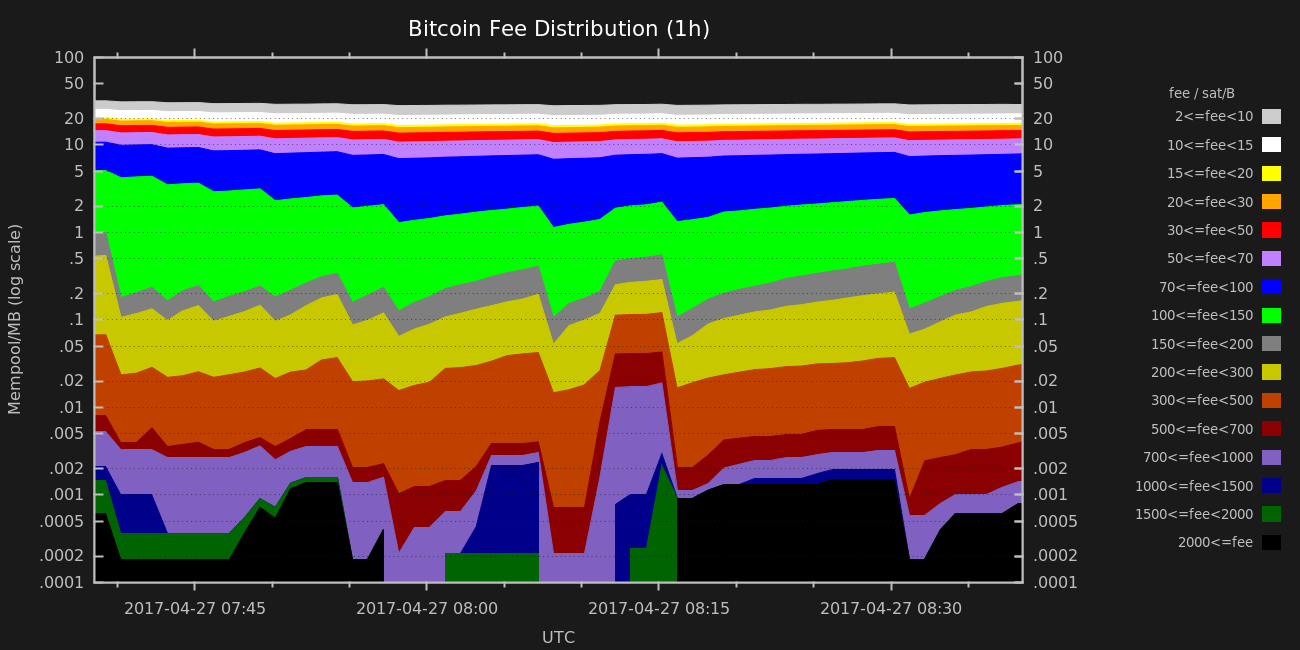 Bitcoin Fee Distribution (1h)
100
50
20
10
5
2
1
.5
.2
.1
.05
.02
.01
.005
.002
.001
.0005
.0002
.0001
Mempool/MB (log scale)
100
50
20
10
5
2
1
.5
.2
.1
.05
.02
.01
.005
.002
.001
.0005
.0002
.0001
2017-04-27 07:45
2017-04-27 08:00
2017-04-27 08:15
2017-04-27 08:30
UTC
fee / sat/B
2<=fee<10
10<=fee<15
15<=fee<20
20<=fee<30
30<=fee<50
50<=fee<70
70<=fee<100
100<=fee<150
150<=fee<200
200<=fee<300
300<=fee<500
500<=fee<700
700<=fee<1000
1000<=fee<1500
1500<=fee<2000
2000<=fee